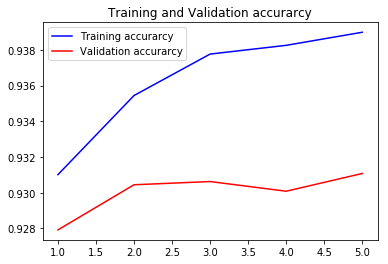 Training and Validation accurarcy
Training accurarcy
Validation accurarcy
0.938
0.936
0.934
0.932
0.930
0.928
1.0 1.5 2.0 2.5 3.0 3.5 4.0 4.5 5.0